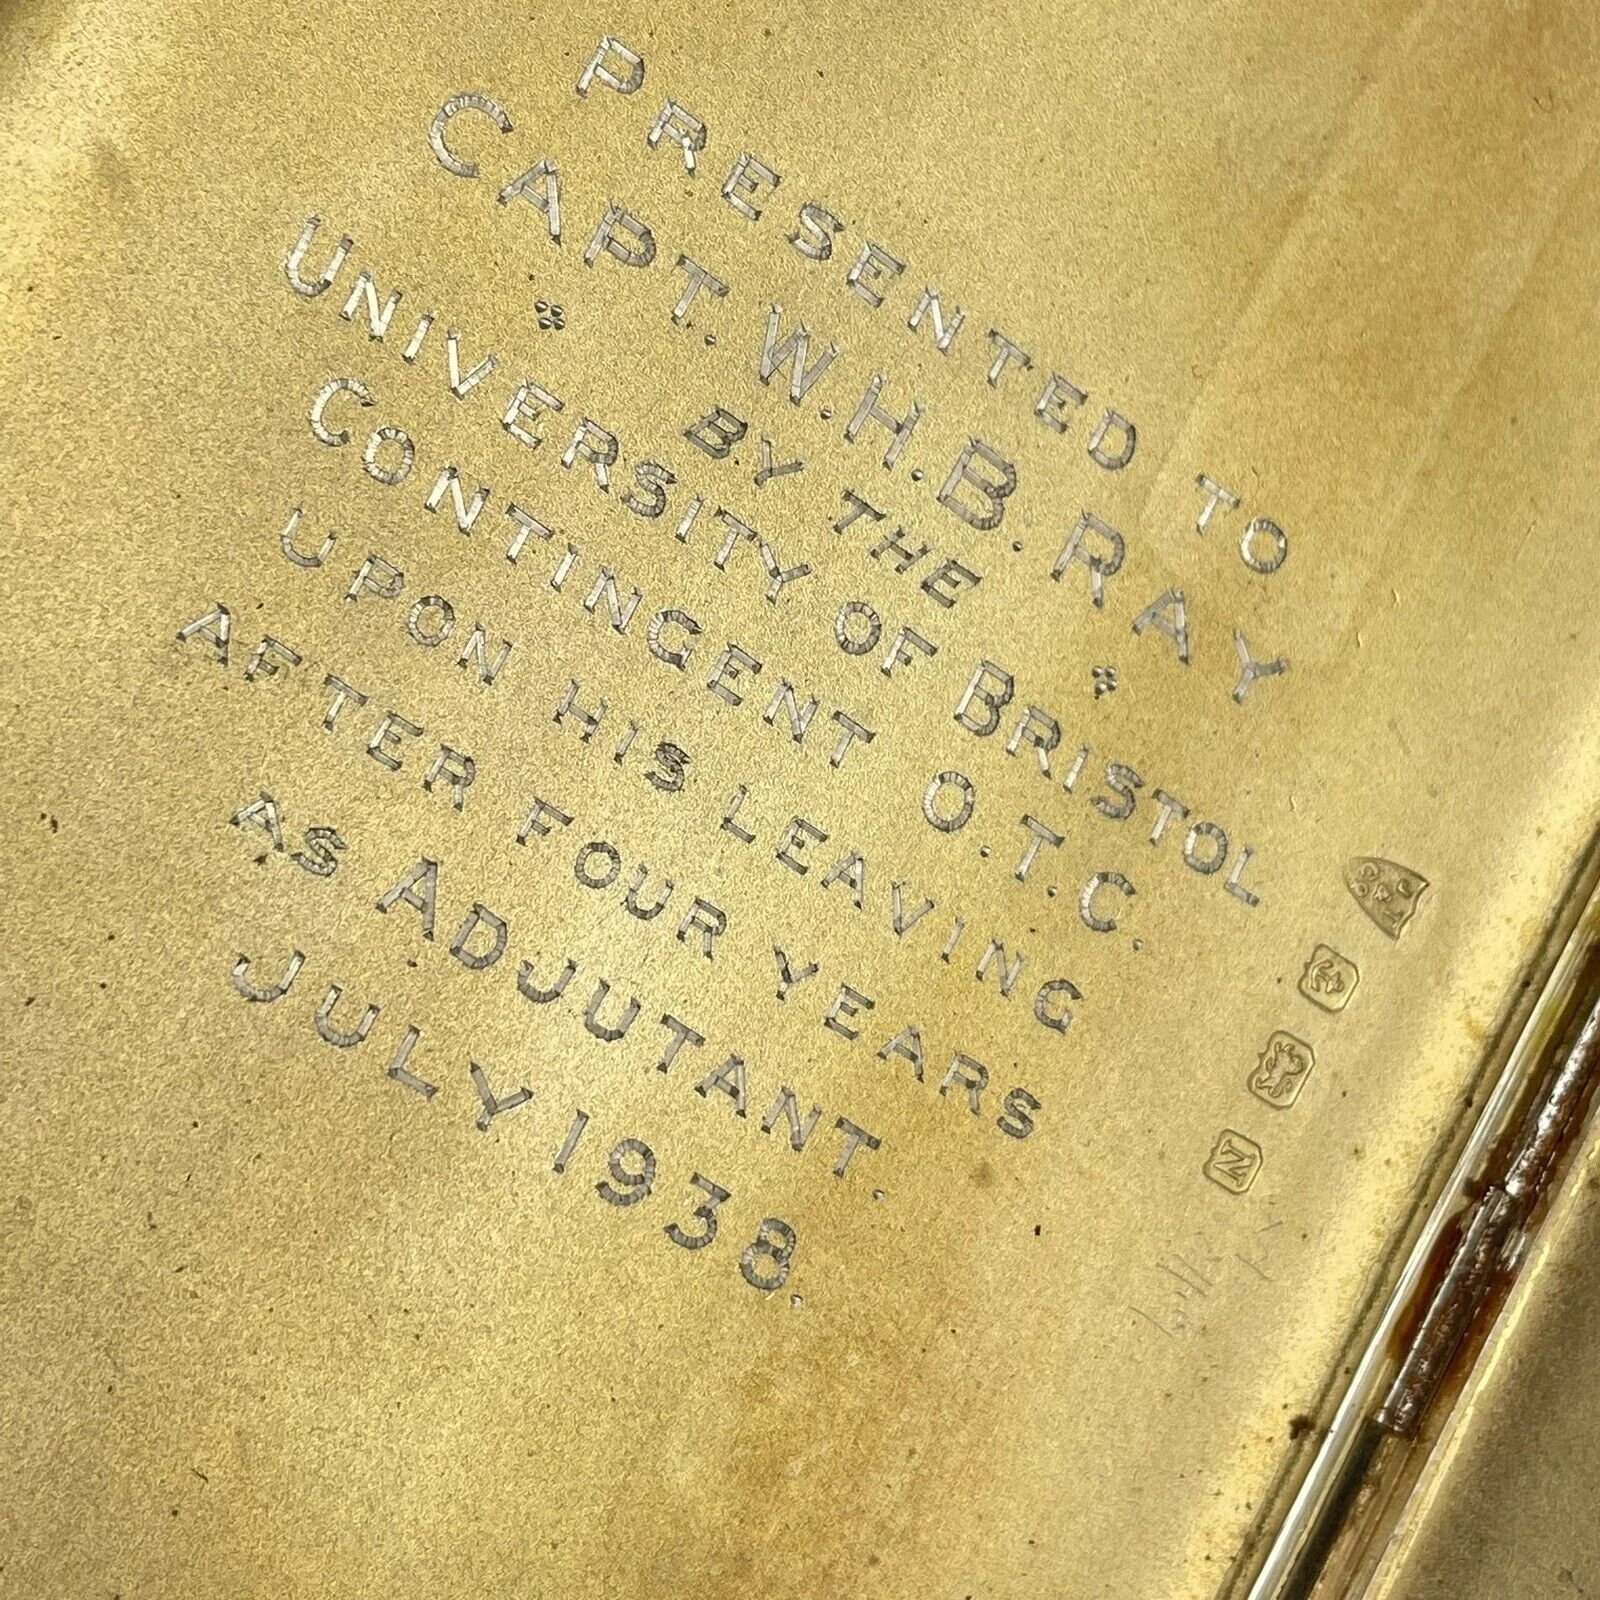 PRESENTED TO
CAPT. W.H.B. RAY
BY THE
UNIVERSITY OF BRISTOL
CONTINGENT O.T.C.
UPON HIS LEAVING
AFTER FOUR YEARS
AS ADJUTANT.
JULY 1938.
N